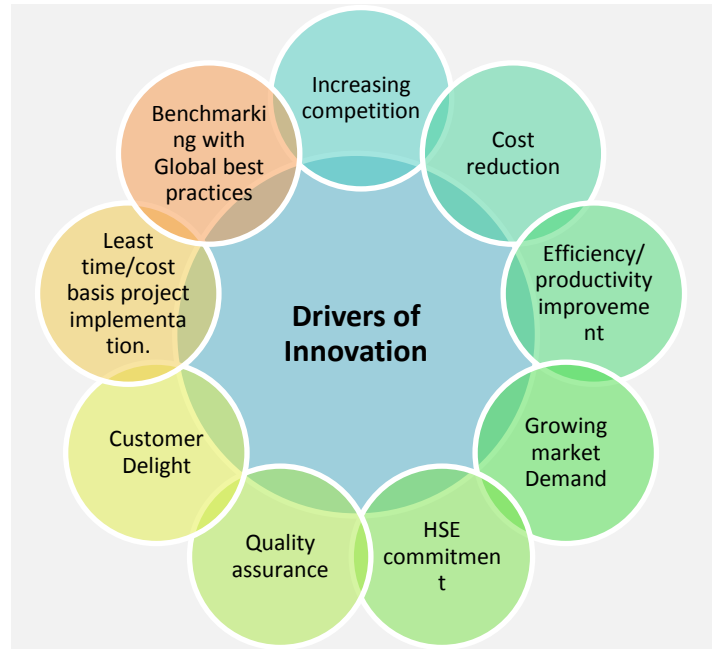 Increasing
competition
Cost
reduction
Efficiency/
productivity
improveme
nt
Growing
market
Demand
HSE
commitmen
t
Quality
assurance
Customer
Delight
Least
time/cost
basis project
implementa
tion.
Benchmarki
ng with
Global best
practices
Drivers of
Innovation